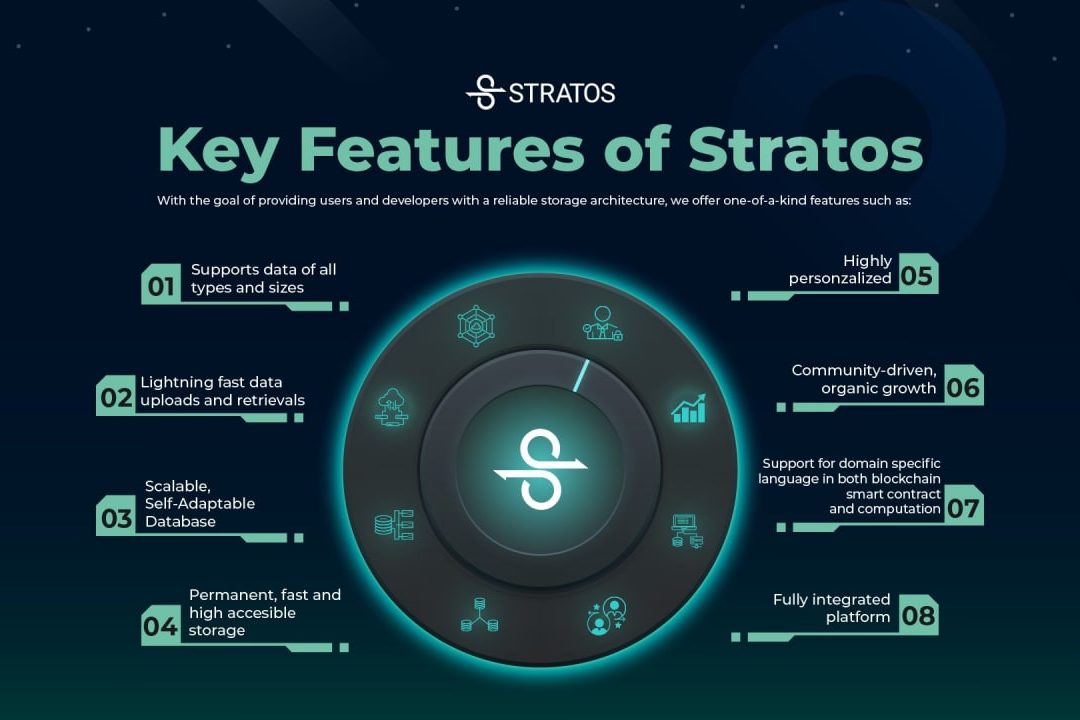 STRATOS
Key Features of Stratos
With the goal of providing users and developers with a reliable storage architecture, we offer one-of-a-kind features such as:
01
Supports data of all
types and sizes
02
Lightning fast data
uploads and retrievals
03
Scalable,
Self-Adaptable
Database
04
Permanent, fast and
high accesible
storage
Highly
personzalized
05
Community-driven,
organic growth
06
Support for domain specific
language in both blockchain
smart contract
and computation
07
Fully integrated
platform
08